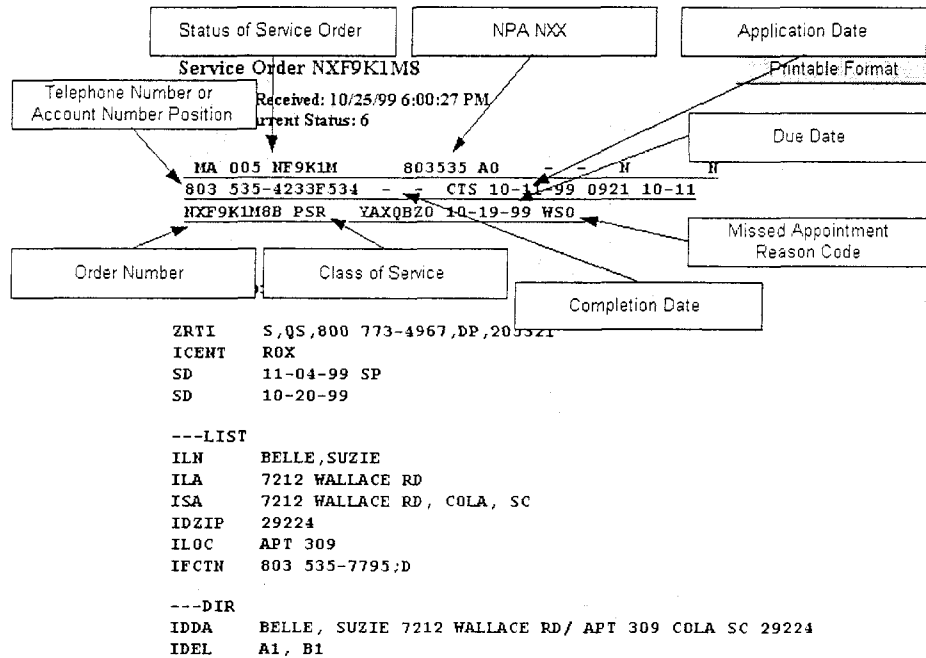 Status of Service Order
NPA NXX
Application Date
Service Order NXF9K1M8
Printable Format
Telephone Number or
Account Number Position
Received: 10/25/99 6:00:27 PM
rrent Status: 6
Due Date
MA 005 NF9K1M 803535 A0 - - N N
803 535-4233F534 - - CTS 10-11-99 0921 10-11
NXF9K1M8B PSR YAXQBZ0 10-19-99 WSO
Missed Appointment
Reason Code
Order Number
Class of Service
Completion Date
ZRTI S,QS,800 773-4967,DP,205321
ICENT ROX
SD 11-04-99 SP
SD 10-20-99
---LIST
ILN BELLE,SUZIE
ILA 7212 WALLACE RD
ISA 7212 WALLACE RD, COLA, SC
IDZIP 29224
ILOC APT 309
IFCTN 803 535-7795;D
---DIR
IDDA BELLE, SUZIE 7212 WALLACE RD/ APT 309 COLA SC 29224
IDEL A1, B1